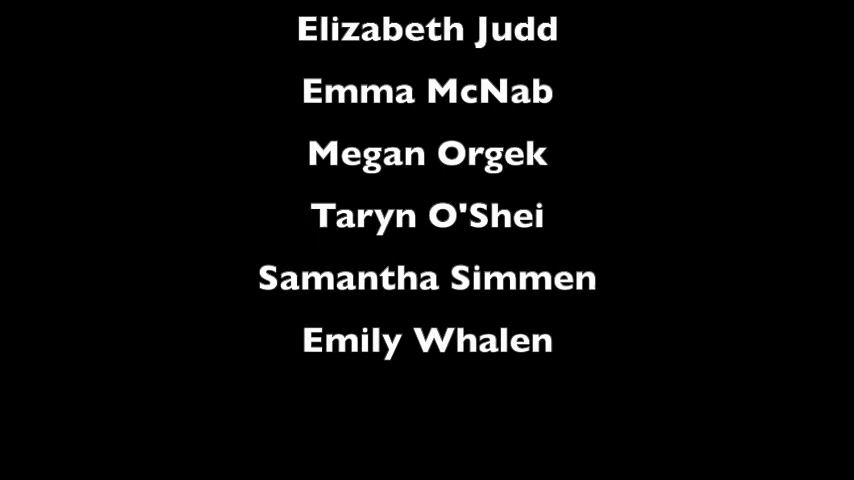 Elizabeth Judd
Emma McNab
Megan Orgek
Taryn O'Shei
Samantha Simmen
Emily Whalen